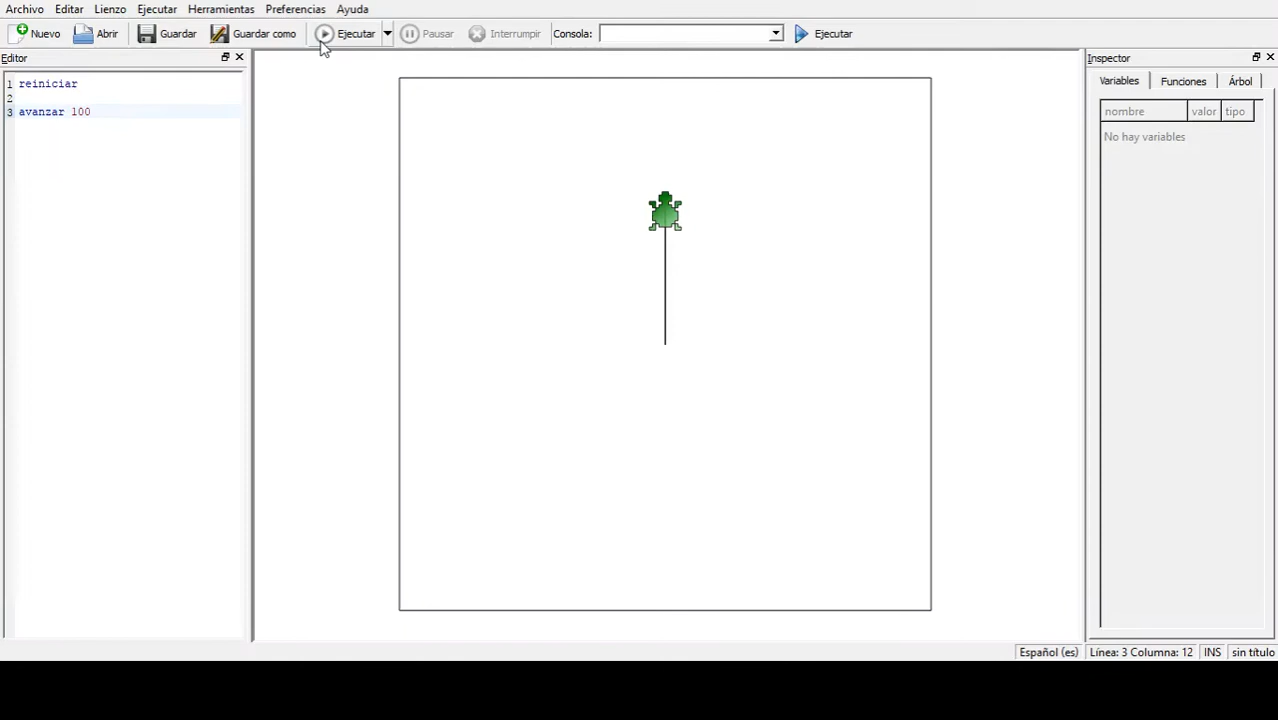 Archivo Editar Lienzo Ejecutar Herramientas Preferencias Ayuda
Nuevo Abrir Guardar Guardar como Ejecutar Pausar Interrumpir Consola: Ejecutar
Editor
1 reiniciar
2
3 avanzar 100
Inspector
Variables Funciones Árbol
nombre valor tipo
No hay variables
Español (es) Línea: 3 Columna: 12 INS sin título